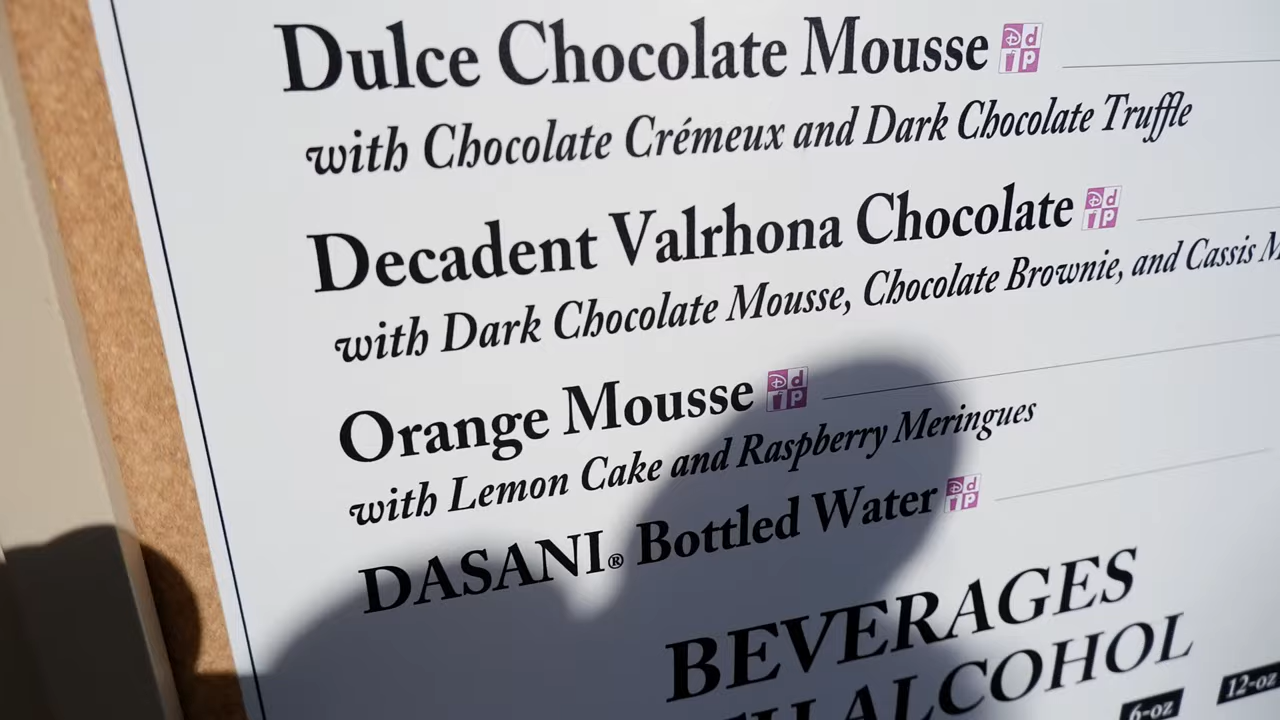 Dulce Chocolate Mousse
with Chocolate Crémeux and Dark Chocolate Truffle
Decadent Valrhona Chocolate
with Dark Chocolate Mousse, Chocolate Brownie, and Cassis
Orange Mousse
with Lemon Cake and Raspberry Meringues
DASANI® Bottled Water
BEVERAGES
ALCOHOL
6-oz 12-oz